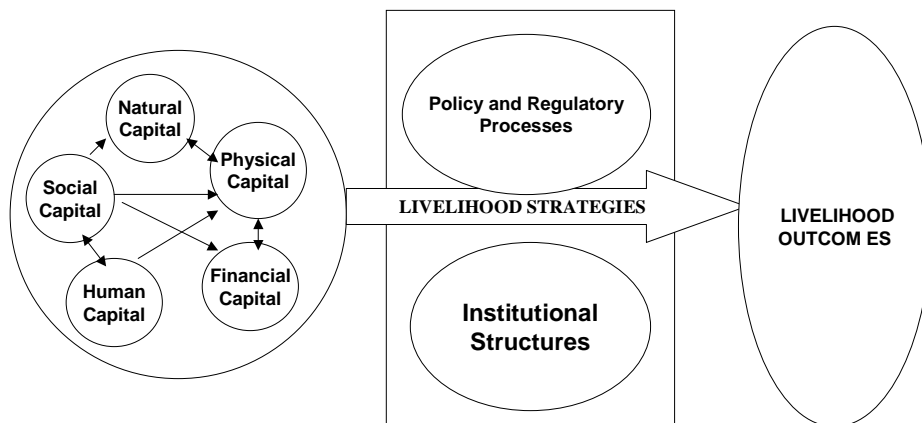 Natural
Capital
Physical
Capital
Social
Capital
Human
Capital
Financial
Capital
Policy and Regulatory
Processes
LIVELIHOOD STRATEGIES
Institutional
Structures
LIVELIHOOD
OUTCOM ES